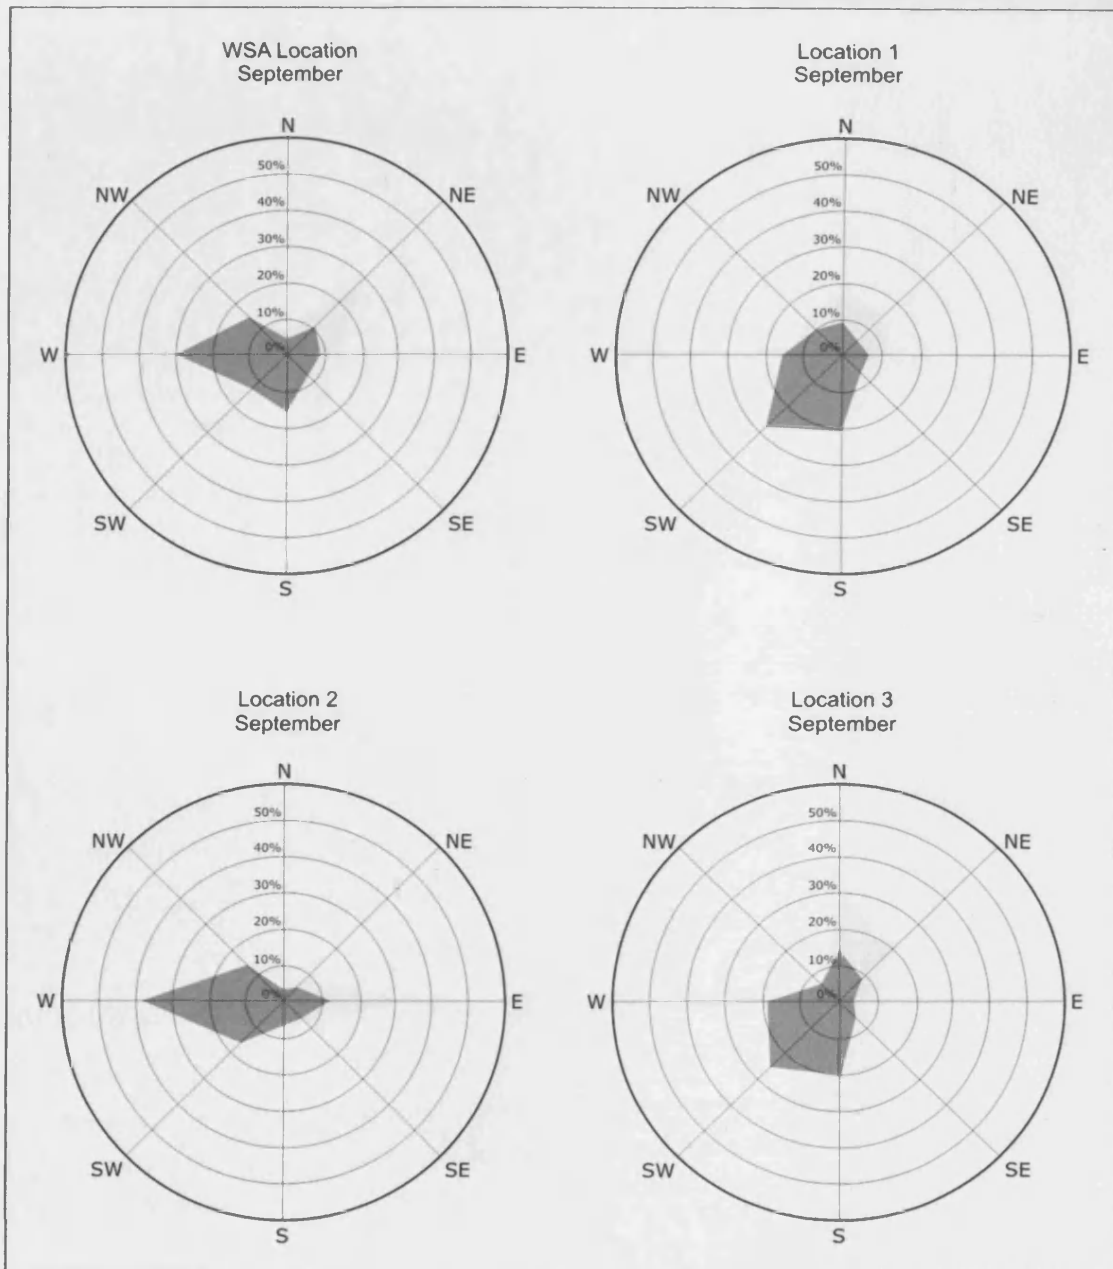 WSA Location
September
N
50%
NW
NE
40%
30%
20%
10%
0%
W
E
SW
SE
S
Location 1
September
N
50%
NW
NE
40%
30%
20%
10%
0%
W
E
SW
SE
S
Location 2
September
N
50%
NW
NE
40%
30%
20%
10%
0%
W
E
SW
SE
S
Location 3
September
N
50%
NW
NE
40%
30%
20%
10%
0%
W
E
SW
SE
S